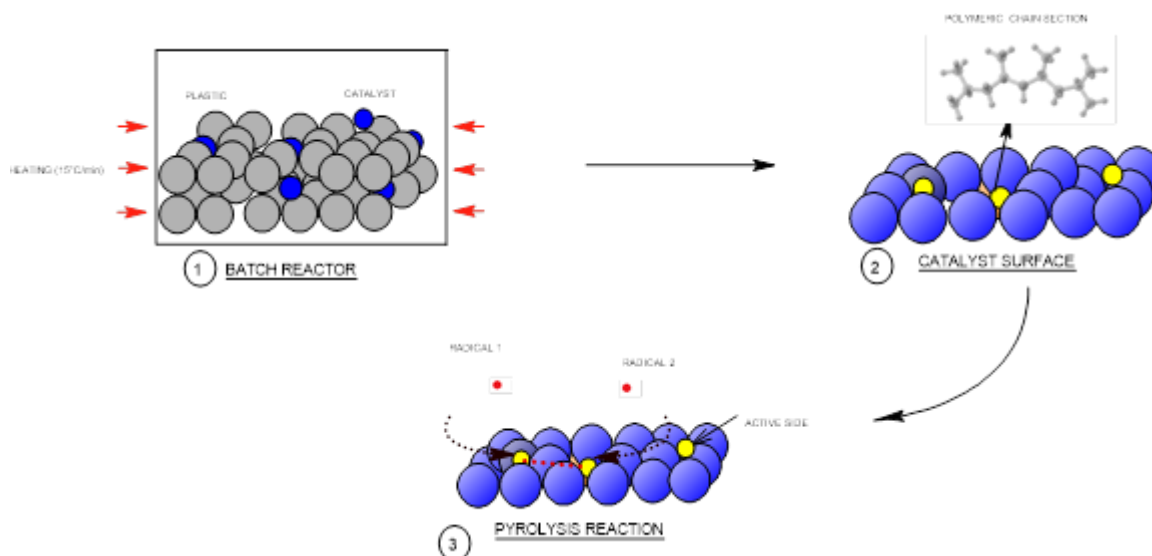 POLYMERIC CHAIN SECTION
PLASTIC
CATALYST
HEATING (15°C/min)
1 BATCH REACTOR
2 CATALYST SURFACE
RADICAL 1
RADICAL 2
ACTIVE SIDE
3 PYROLYSIS REACTION